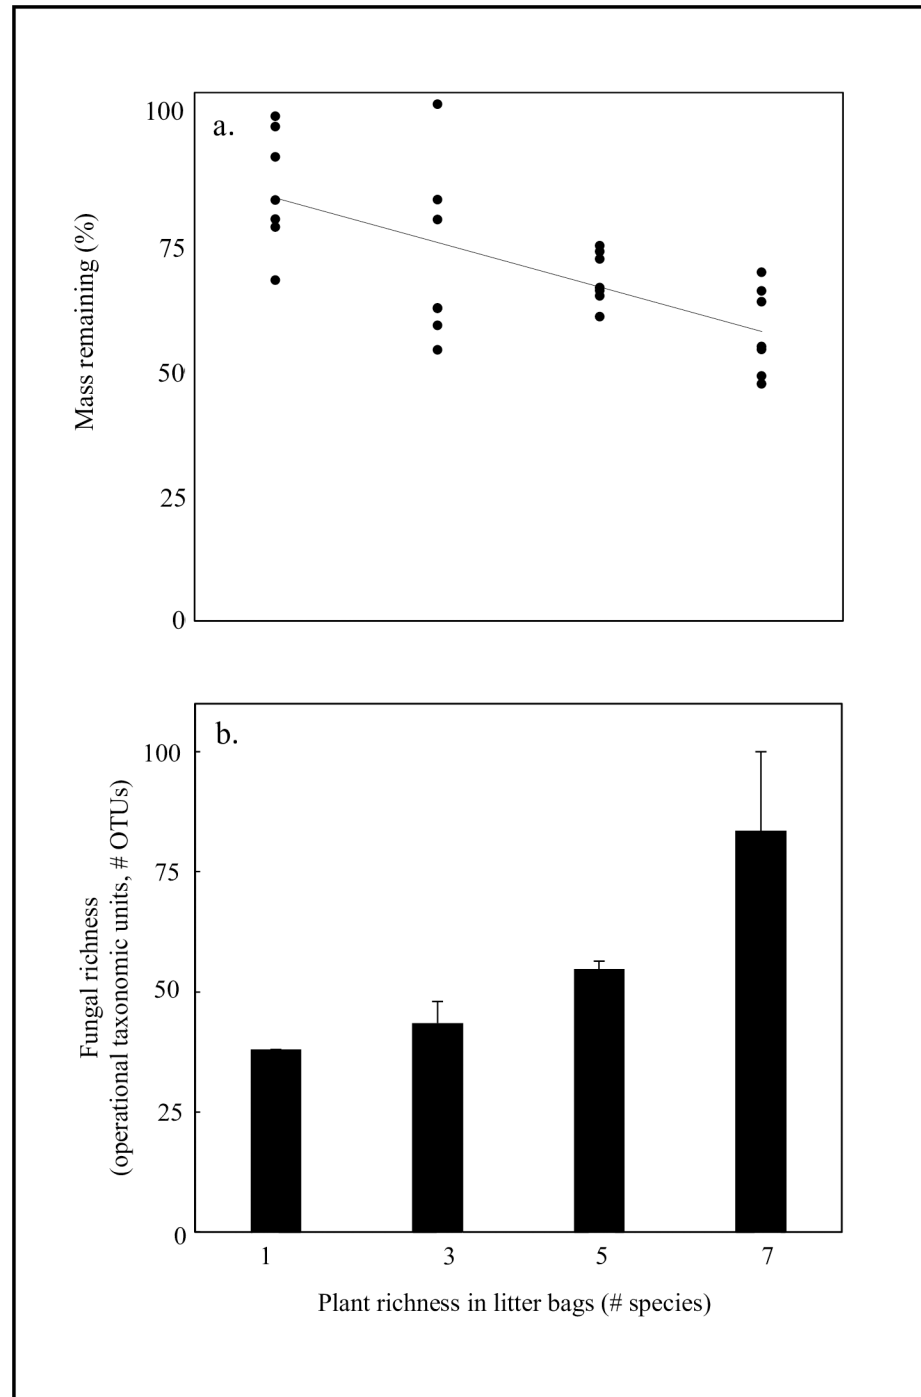 a.
100
75
50
25
0
Mass remaining (%)
b.
100
75
50
25
0
Fungal richness
(operational taxonomic units, # OTUs)
1 3 5 7
Plant richness in litter bags (# species)